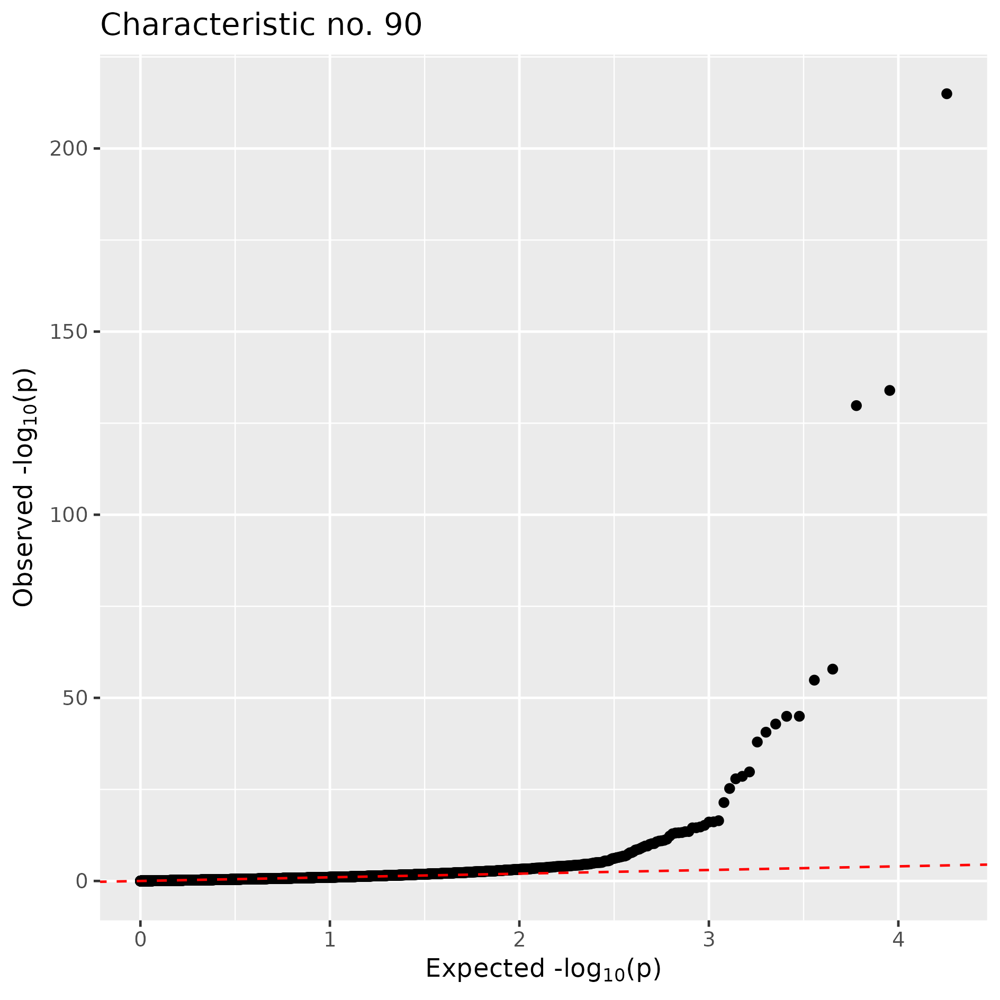 Characteristic no. 90
Observed -log₁₀(p)
200
150
100
50
0
0 1 2 3 4
Expected -log₁₀(p)